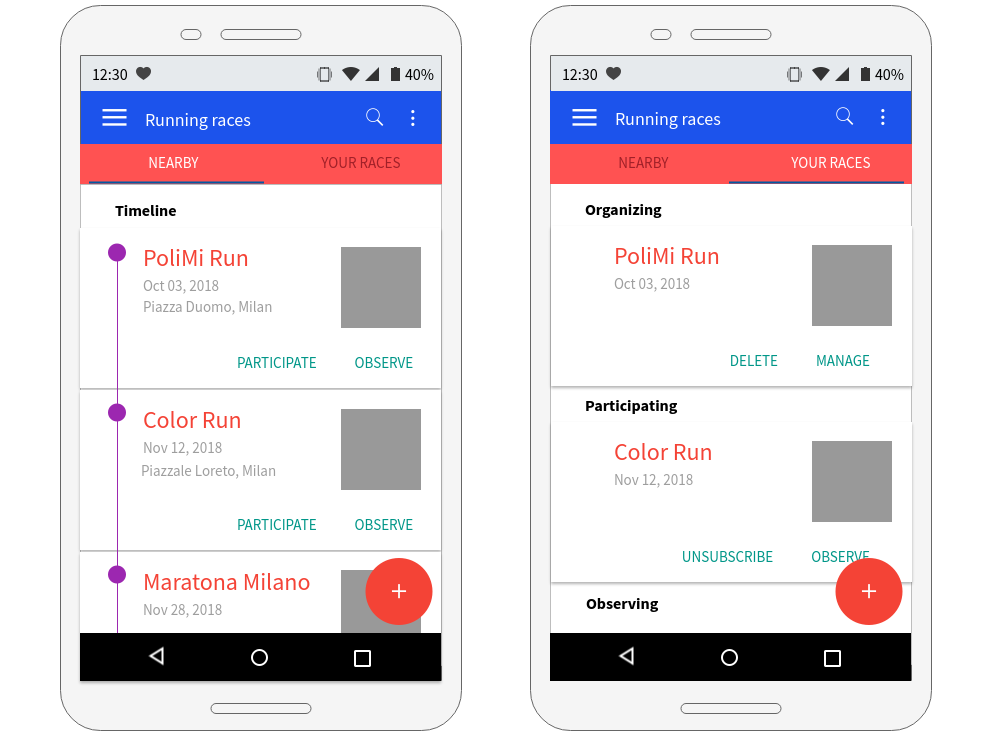 12:30 40%
Running races
NEARBY YOUR RACES
Timeline
PoliMi Run
Oct 03, 2018
Piazza Duomo, Milan
PARTICIPATE OBSERVE
Color Run
Nov 12, 2018
Piazzale Loreto, Milan
PARTICIPATE OBSERVE
Maratona Milano
Nov 28, 2018
+
12:30 40%
Running races
NEARBY YOUR RACES
Organizing
PoliMi Run
Oct 03, 2018
DELETE MANAGE
Participating
Color Run
Nov 12, 2018
UNSUBSCRIBE OBSERVE
+
Observing